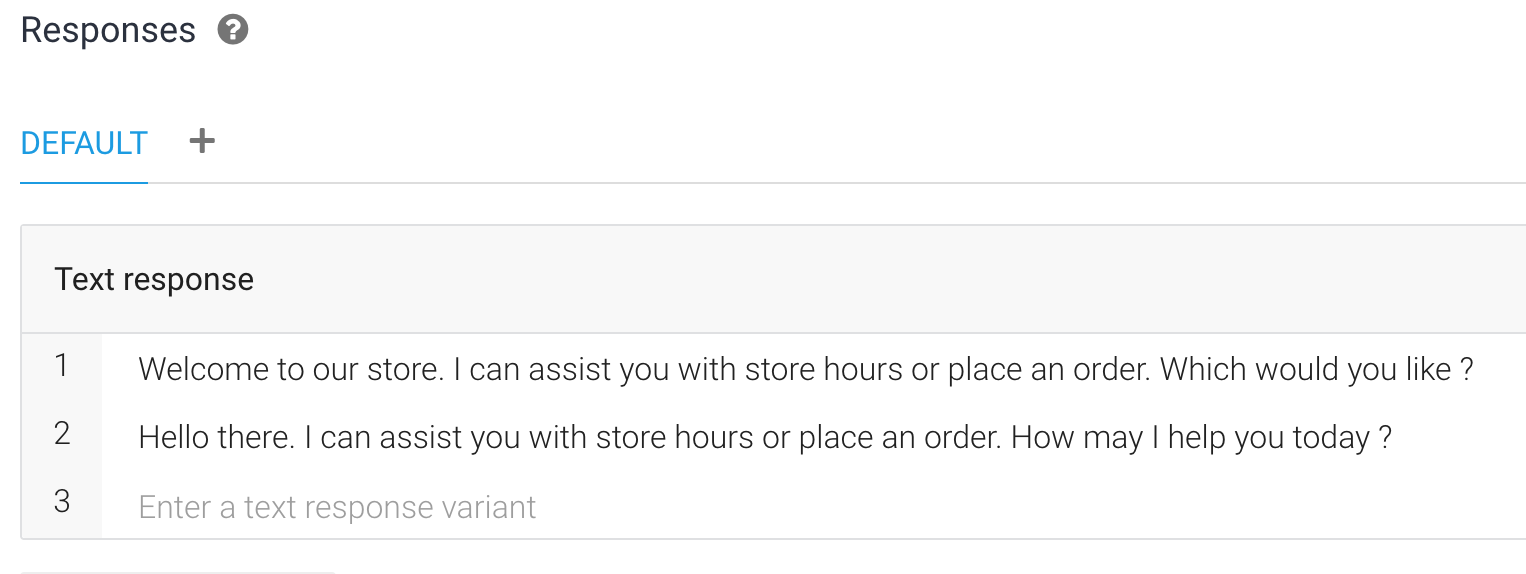 Responses ?
DEFAULT +
Text response
1 Welcome to our store. I can assist you with store hours or place an order. Which would you like ?
2 Hello there. I can assist you with store hours or place an order. How may I help you today ?
3 Enter a text response variant